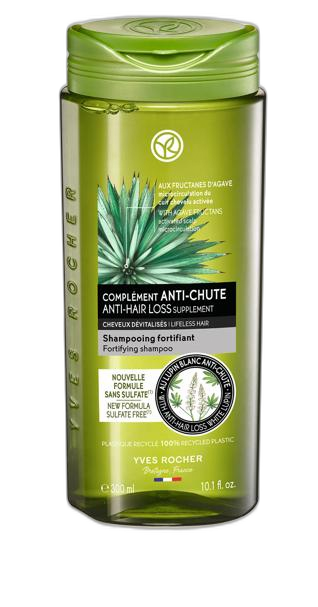 AUX FRUCTANES D'AGAVE
microcirculation du
cuir chevelu activée
WITH AGAVE FRUCTANS
activated scalp
microcirculation
COMPLÉMENT ANTI-CHUTE
ANTI-HAIR LOSS SUPPLEMENT
CHEVEUX DÉVITALISÉS | LIFELESS HAIR
Shampooing fortifiant
Fortifying shampoo
NOUVELLE
FORMULE
SANS SULFATE(1)
NEW FORMULA
SULFATE FREE(1)
AU LUPIN BLANC ANTI-CHUTE
WITH ANTI-HAIR LOSS WHITE LUPIN
PLASTIQUE RECYCLÉ 100% RECYCLED PLASTIC
YVES ROCHER
Bretagne, France
℮ 300 ml 10.1 fl. oz.
YVES ROCHER